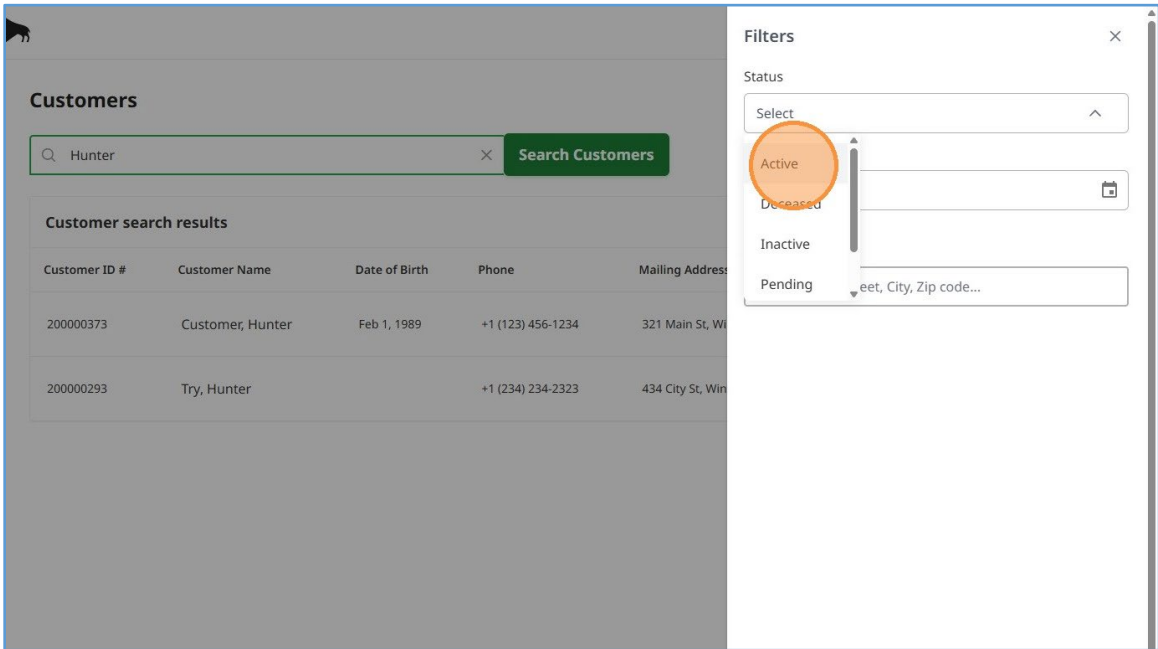 Customers
Hunter
Search Customers
Customer search results
Customer ID # Customer Name Date of Birth Phone Mailing Address
200000373 Customer, Hunter Feb 1, 1989 +1 (123) 456-1234 321 Main St, Wi
200000293 Try, Hunter +1 (234) 234-2323 434 City St, Win
Filters
Status
Select
Active
Deceased
Inactive
Pending
eet, City, Zip code...